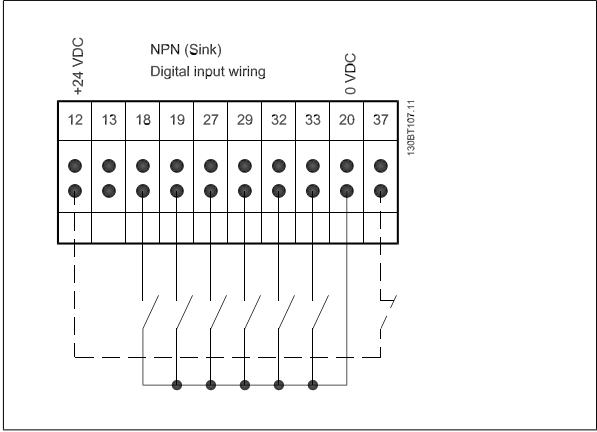 NPN (Sink)
Digital input wiring
+24 VDC
0 VDC
12 13 18 19 27 29 32 33 20 37
130BT107.11